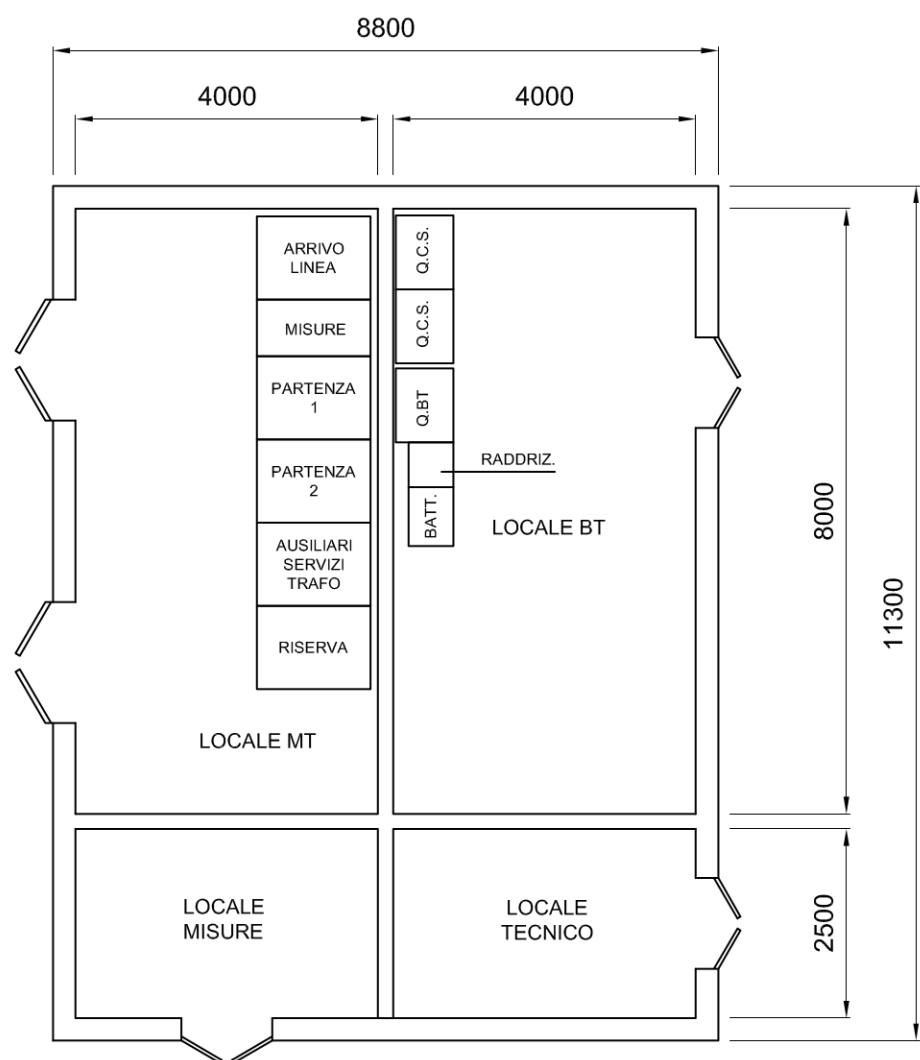 8800
4000
4000
ARRIVO
LINEA
MISURE
PARTENZA
1
PARTENZA
2
AUSILIARI
SERVIZI
TRAFO
RISERVA
LOCALE MT
Q.C.S.
Q.C.S.
Q.BT
RADDRIZ.
BATT.
LOCALE BT
8000
11300
LOCALE
MISURE
LOCALE
TECNICO
2500